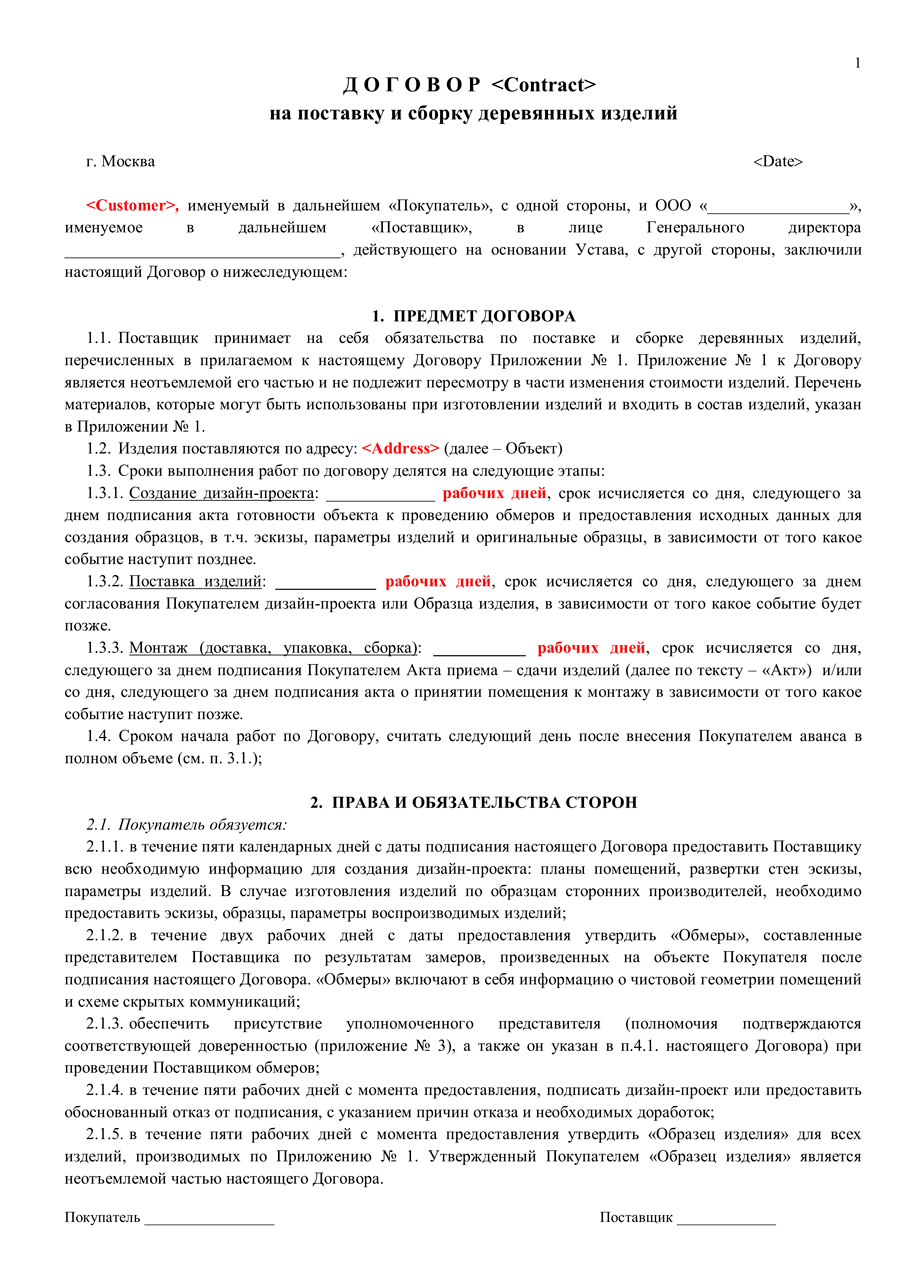 1
Д О Г О В О Р <Contract>
на поставку и сборку деревянных изделий
г. Москва <Date>
<Customer>, именуемый в дальнейшем «Покупатель», с одной стороны, и ООО «_________________»,
именуемое в дальнейшем «Поставщик», в лице Генерального директора
_________________________________, действующего на основании Устава, с другой стороны, заключили
настоящий Договор о нижеследующем:
1. ПРЕДМЕТ ДОГОВОРА
1.1. Поставщик принимает на себя обязательства по поставке и сборке деревянных изделий,
перечисленных в прилагаемом к настоящему Договору Приложении № 1. Приложение № 1 к Договору
является неотъемлемой его частью и не подлежит пересмотру в части изменения стоимости изделий. Перечень
материалов, которые могут быть использованы при изготовлении изделий и входить в состав изделий, указан
в Приложении № 1.
1.2. Изделия поставляются по адресу: <Address> (далее – Объект)
1.3. Сроки выполнения работ по договору делятся на следующие этапы:
1.3.1. Создание дизайн-проекта: _____________ рабочих дней, срок исчисляется со дня, следующего за
днем подписания акта готовности объекта к проведению обмеров и предоставления исходных данных для
создания образцов, в т.ч. эскизы, параметры изделий и оригинальные образцы, в зависимости от того какое
событие наступит позднее.
1.3.2. Поставка изделий: ____________ рабочих дней, срок исчисляется со дня, следующего за днем
согласования Покупателем дизайн-проекта или Образца изделия, в зависимости от того какое событие будет
позже.
1.3.3. Монтаж (доставка, упаковка, сборка): ___________ рабочих дней, срок исчисляется со дня,
следующего за днем подписания Покупателем Акта приема – сдачи изделий (далее по тексту – «Акт») и/или
со дня, следующего за днем подписания акта о принятии помещения к монтажу в зависимости от того какое
событие наступит позже.
1.4. Сроком начала работ по Договору, считать следующий день после внесения Покупателем аванса в
полном объеме (см. п. 3.1.);
2. ПРАВА И ОБЯЗАТЕЛЬСТВА СТОРОН
2.1. Покупатель обязуется:
2.1.1. в течение пяти календарных дней с даты подписания настоящего Договора предоставить Поставщику
всю необходимую информацию для создания дизайн-проекта: планы помещений, развертки стен эскизы,
параметры изделий. В случае изготовления изделий по образцам сторонних производителей, необходимо
предоставить эскизы, образцы, параметры воспроизводимых изделий;
2.1.2. в течение двух рабочих дней с даты предоставления утвердить «Обмеры», составленные
представителем Поставщика по результатам замеров, произведенных на объекте Покупателя после
подписания настоящего Договора. «Обмеры» включают в себя информацию о чистовой геометрии помещений
и схеме скрытых коммуникаций;
2.1.3. обеспечить присутствие уполномоченного представителя (полномочия подтверждаются
соответствующей доверенностью (приложение № 3), а также он указан в п.4.1. настоящего Договора) при
проведении Поставщиком обмеров;
2.1.4. в течение пяти рабочих дней с момента предоставления, подписать дизайн-проект или предоставить
обоснованный отказ от подписания, с указанием причин отказа и необходимых доработок;
2.1.5. в течение пяти рабочих дней с момента предоставления утвердить «Образец изделия» для всех
изделий, производимых по Приложению № 1. Утвержденный Покупателем «Образец изделия» является
неотъемлемой частью настоящего Договора.
Покупатель _________________ Поставщик _____________